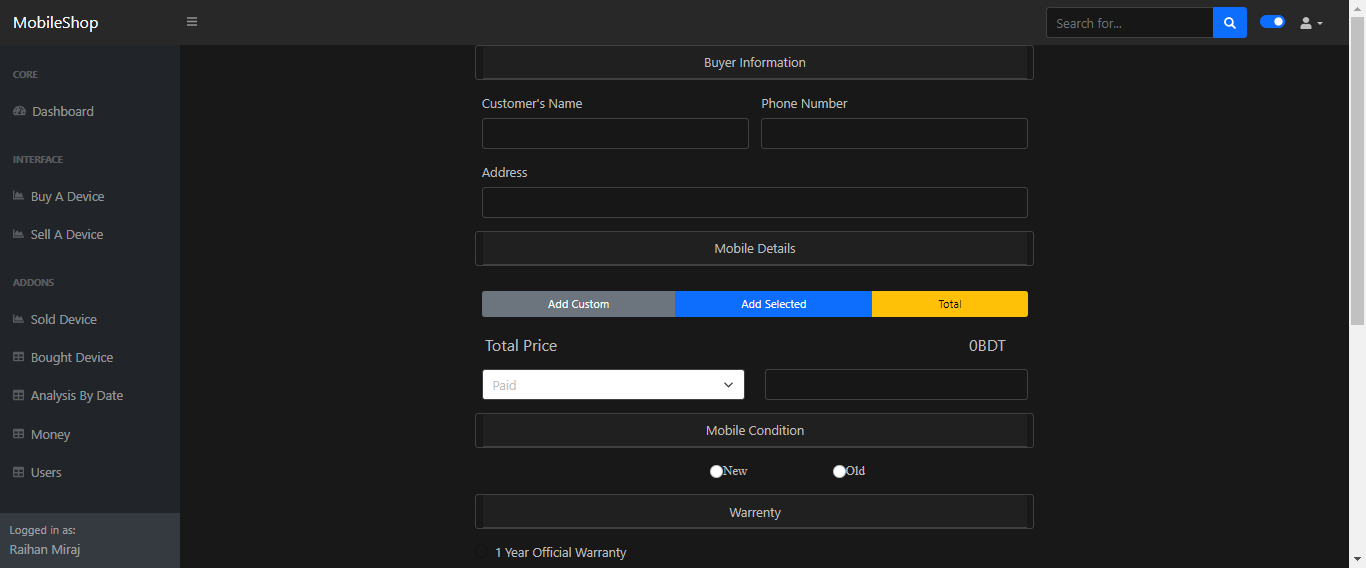 MobileShop
Search for...
CORE
Dashboard
INTERFACE
Buy A Device
Sell A Device
ADDONS
Sold Device
Bought Device
Analysis By Date
Money
Users
Logged in as:
Raihan Miraj
Buyer Information
Customer's Name Phone Number
Address
Mobile Details
Add Custom Add Selected Total
Total Price 0BDT
Paid
Mobile Condition
New Old
Warrenty
1 Year Official Warranty